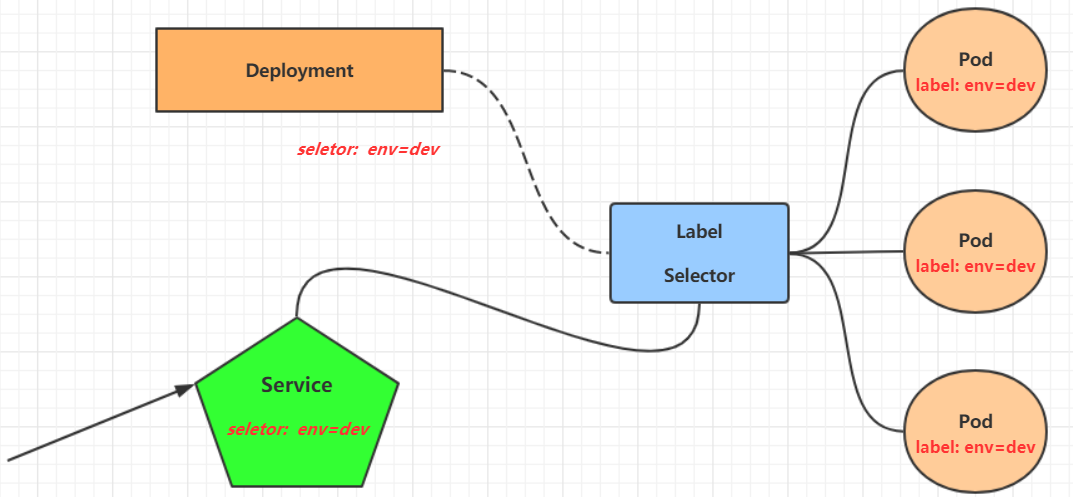 Deployment
seletor: env=dev
Label
Selector
Service
seletor: env=dev
Pod
label: env=dev
Pod
label: env=dev
Pod
label: env=dev